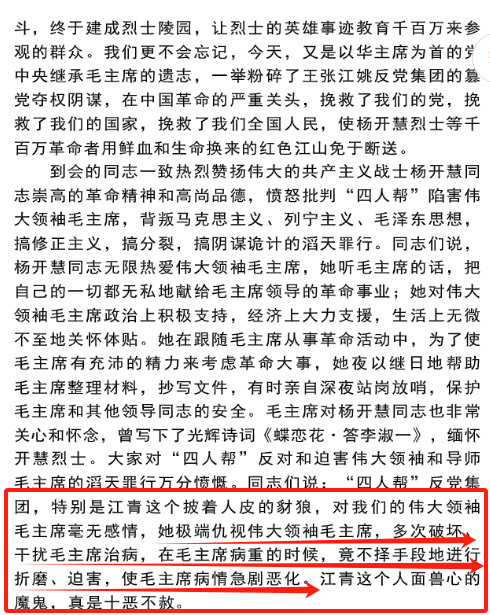 斗，终于建成烈士陵园，让烈士的英雄事迹教育千百万来参
观的群众。我们更不会忘记，今天，又是以华主席为首的党
中央继承毛主席的遗志，一举粉碎了王张江姚反党集团的篡
党夺权阴谋，在中国革命的严重关头，挽救了我们的党，挽
救了我们的国家，挽救了我们全国人民，使杨开慧烈士等千
百万革命者用鲜血和生命换来的红色江山免于断送。
到会的同志一致热烈赞扬伟大的共产主义战士杨开慧同
志崇高的革命精神和高尚品德，愤怒批判“四人帮”陷害伟
大领袖毛主席，背叛马克思主义、列宁主义、毛泽东思想，
搞修正主义，搞分裂，搞阴谋诡计的滔天罪行。同志们说，
杨开慧同志无限热爱伟大领袖毛主席，她听毛主席的话，把
自己的一切都无私地献给毛主席领导的革命事业；她对伟大
领袖毛主席政治上积极支持，经济上大力支援，生活上无微
不至地关怀体贴。她在跟随毛主席从事革命活动中，为了使
毛主席有充沛的精力来考虑革命大事，她夜以继日地帮助
毛主席整理材料，抄写文件，有时亲自深夜站岗放哨，保护
毛主席和其他领导同志的安全。毛主席对杨开慧同志也非常
关心和怀念，曾写下了光辉诗词《蝶恋花·答李淑一》，缅怀
开慧烈士。大家对“四人帮”反对和迫害伟大领袖和导师
毛主席的滔天罪行万分愤慨。同志们说：“四人帮”反党集
团，特别是江青这个披着人皮的豺狼，对我们的伟大领袖
毛主席毫无感情，她极端仇视伟大领袖毛主席，多次破坏、
干扰毛主席治病，在毛主席病重的时候，竟不择手段地进行
折磨、迫害，使毛主席病情急剧恶化。江青这个人面兽心的
魔鬼，真是十恶不赦。